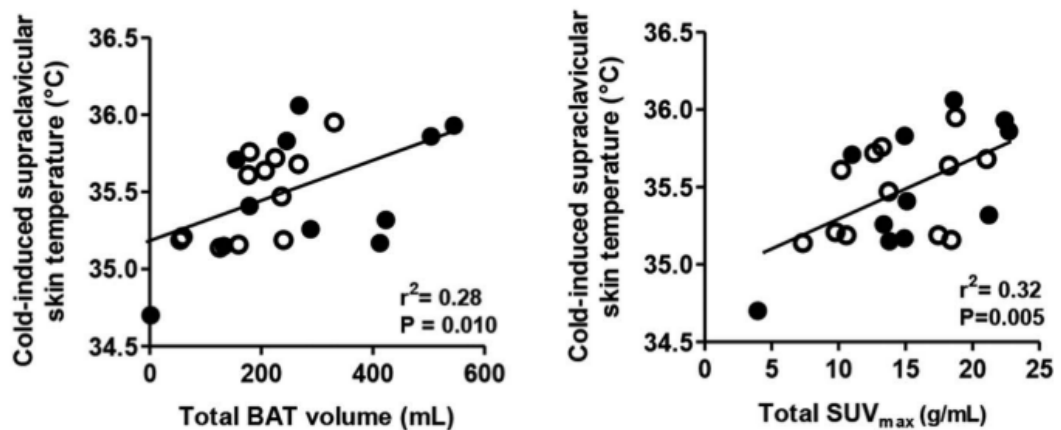 Cold-induced supraclavicular
skin temperature (°C)
36.5
36.0
35.5
35.0
34.5
r²= 0.28
P = 0.010
0
200
400
600
Total BAT volume (mL)
Cold-induced supraclavicular
skin temperature (°C)
36.5
36.0
35.5
35.0
34.5
r²= 0.32
P=0.005
0
5
10
15
20
25
Total SUVmax (g/mL)